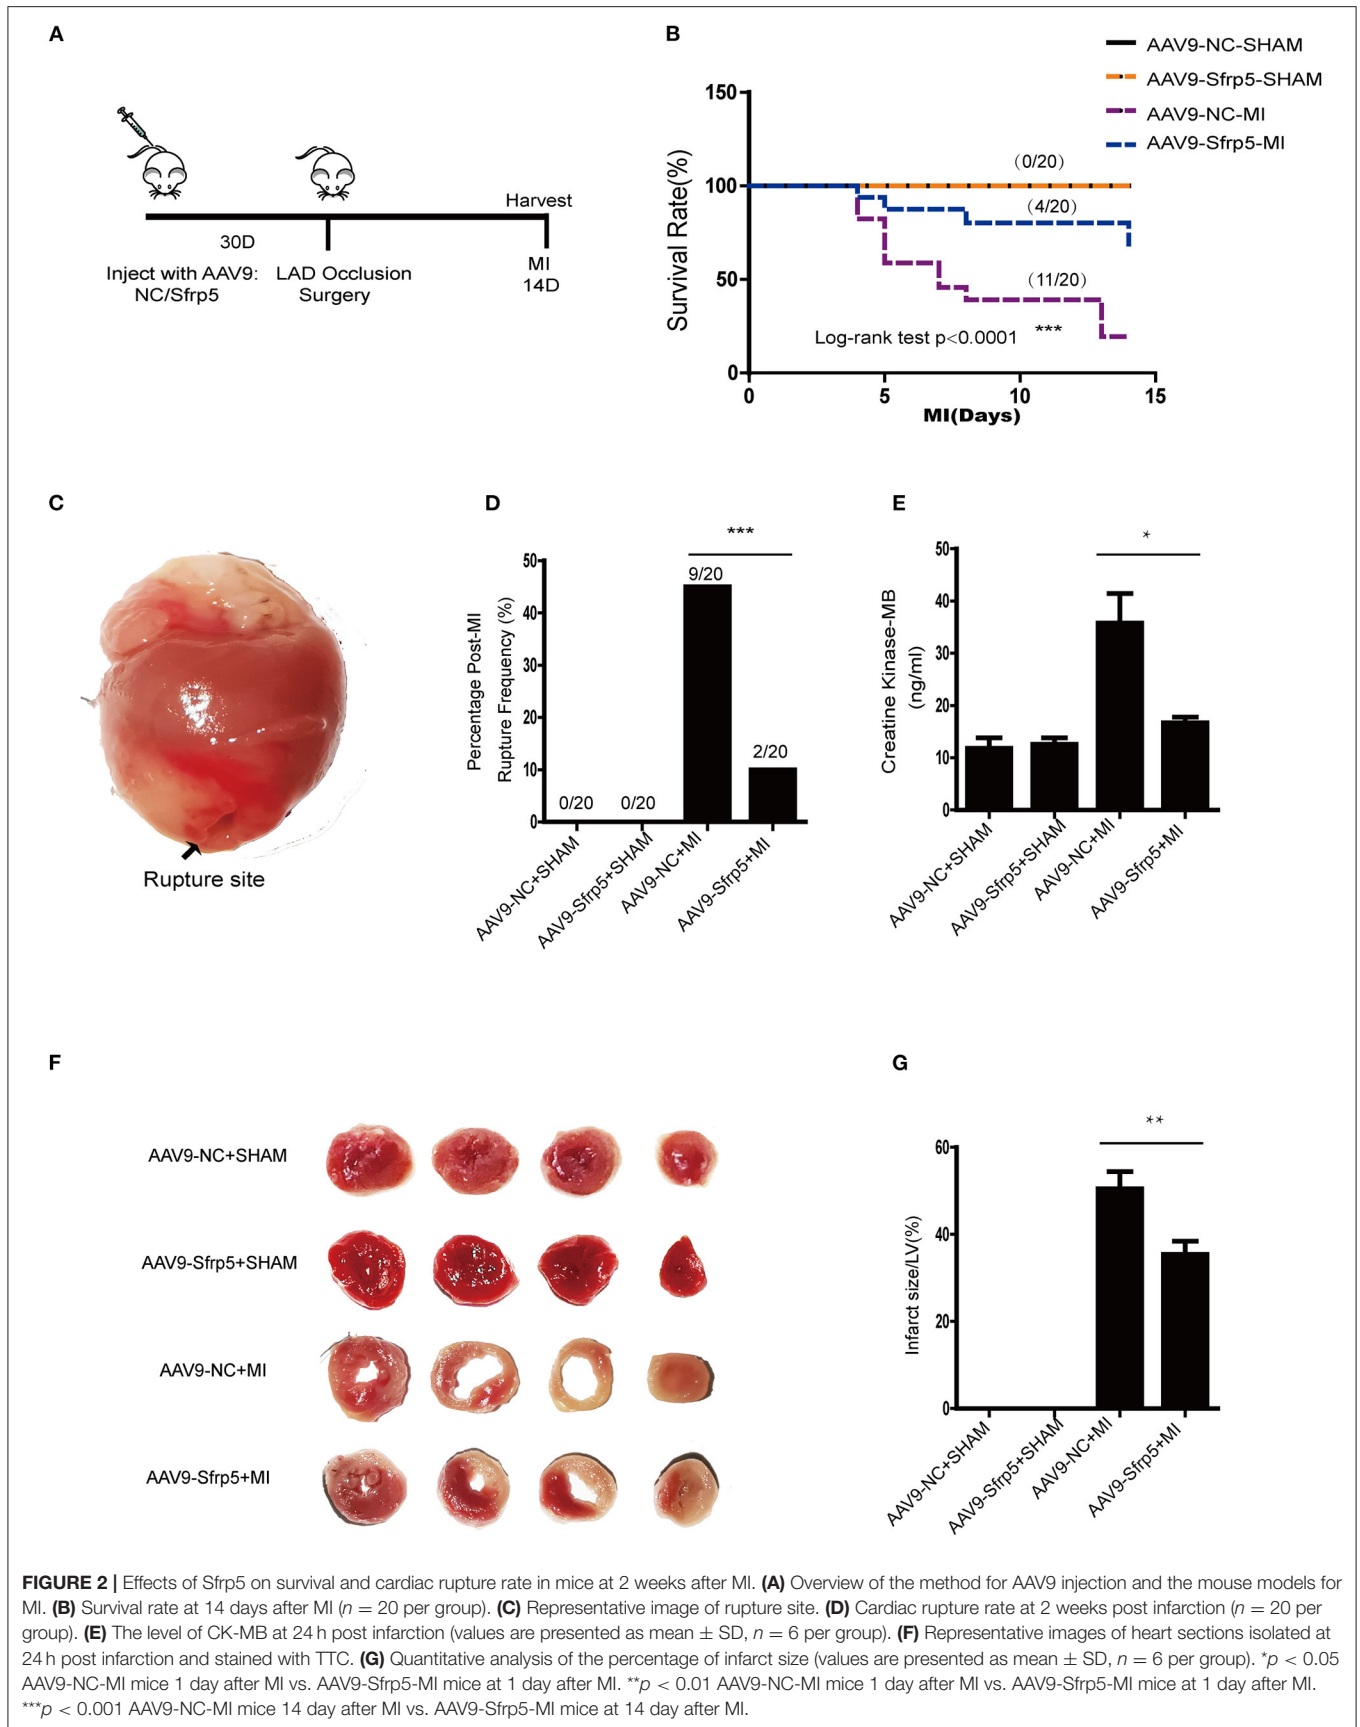 A
Harvest
30D
Inject with AAV9:
NC/Sfrp5
LAD Occlusion
Surgery
MI
14D
B
AAV9-NC-SHAM
AAV9-Sfrp5-SHAM
AAV9-NC-MI
AAV9-Sfrp5-MI
Survival Rate(%)
150
100
50
0
(0/20)
(4/20)
(11/20)
Log-rank test p<0.0001
***
0
5
10
15
MI(Days)
C
Rupture site
D
***
Percentage Post-MI
Rupture Frequency (%)
50
40
30
20
10
0
0/20
0/20
9/20
2/20
AAV9-NC+SHAM
AAV9-Sfrp5+SHAM
AAV9-NC+MI
AAV9-Sfrp5+MI
E
*
Creatine Kinase-MB
(ng/ml)
50
40
30
20
10
0
AAV9-NC+SHAM
AAV9-Sfrp5+SHAM
AAV9-NC+MI
AAV9-Sfrp5+MI
F
AAV9-NC+SHAM
AAV9-Sfrp5+SHAM
AAV9-NC+MI
AAV9-Sfrp5+MI
G
**
Infarct size/LV(%)
60
40
20
0
AAV9-NC+SHAM
AAV9-Sfrp5+SHAM
AAV9-NC+MI
AAV9-Sfrp5+MI
FIGURE 2 | Effects of Sfrp5 on survival and cardiac rupture rate in mice at 2 weeks after MI. (A) Overview of the method for AAV9 injection and the mouse models for
MI. (B) Survival rate at 14 days after MI (n = 20 per group). (C) Representative image of rupture site. (D) Cardiac rupture rate at 2 weeks post infarction (n = 20 per
group). (E) The level of CK-MB at 24 h post infarction (values are presented as mean ± SD, n = 6 per group). (F) Representative images of heart sections isolated at
24 h post infarction and stained with TTC. (G) Quantitative analysis of the percentage of infarct size (values are presented as mean ± SD, n = 6 per group). *p < 0.05
AAV9-NC-MI mice 1 day after MI vs. AAV9-Sfrp5-MI mice at 1 day after MI. **p < 0.01 AAV9-NC-MI mice 1 day after MI vs. AAV9-Sfrp5-MI mice at 1 day after MI.
***p < 0.001 AAV9-NC-MI mice 14 day after MI vs. AAV9-Sfrp5-MI mice at 14 day after MI.